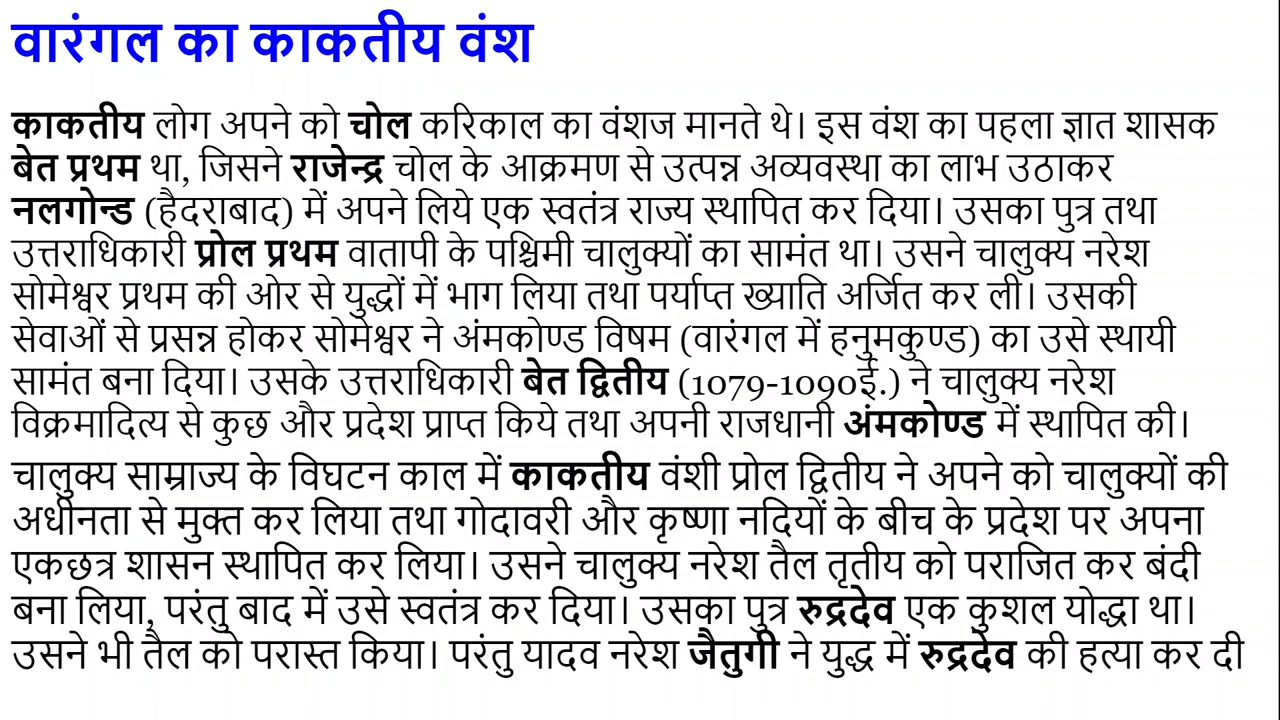 वारंगल का काकतीय वंश
काकतीय लोग अपने को चोल करिकाल का वंशज मानते थे। इस वंश का पहला ज्ञात शासक
बेत प्रथम था, जिसने राजेन्द्र चोल के आक्रमण से उत्पन्न अव्यवस्था का लाभ उठाकर
नलगोन्ड (हैदराबाद) में अपने लिये एक स्वतंत्र राज्य स्थापित कर दिया। उसका पुत्र तथा
उत्तराधिकारी प्रोल प्रथम वातापी के पश्चिमी चालुक्यों का सामंत था। उसने चालुक्य नरेश
सोमेश्वर प्रथम की ओर से युद्धों में भाग लिया तथा पर्याप्त ख्याति अर्जित कर ली। उसकी
सेवाओं से प्रसन्न होकर सोमेश्वर ने अंमकोण्ड विषम (वारंगल में हनुमकुण्ड) का उसे स्थायी
सामंत बना दिया। उसके उत्तराधिकारी बेत द्वितीय (1079-1090ई.) ने चालुक्य नरेश
विक्रमादित्य से कुछ और प्रदेश प्राप्त किये तथा अपनी राजधानी अंमकोण्ड में स्थापित की।
चालुक्य साम्राज्य के विघटन काल में काकतीय वंशी प्रोल द्वितीय ने अपने को चालुक्यों की
अधीनता से मुक्त कर लिया तथा गोदावरी और कृष्णा नदियों के बीच के प्रदेश पर अपना
एकछत्र शासन स्थापित कर लिया। उसने चालुक्य नरेश तैल तृतीय को पराजित कर बंदी
बना लिया, परंतु बाद में उसे स्वतंत्र कर दिया। उसका पुत्र रुद्रदेव एक कुशल योद्धा था।
उसने भी तैल को परास्त किया। परंतु यादव नरेश जैतुगी ने युद्ध में रुद्रदेव की हत्या कर दी